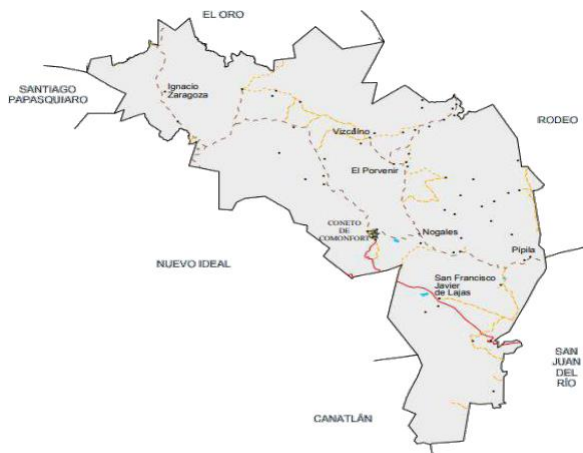 EL ORO
SANTIAGO
PAPASQUIARO
Ignacio
Zaragoza
RODEO
Vizcaíno
El Porvenir
CONETO
DE
COMONFORT
Nogales
Pípila
NUEVO IDEAL
San Francisco
Javier
de Lajas
SAN
JUAN
DEL
RÍO
CANATLÁN